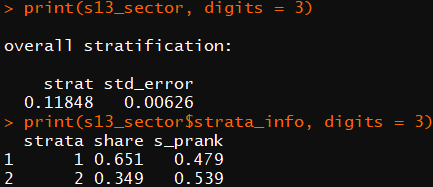 > print(s13_sector, digits = 3)
overall stratification:
strat std_error
0.11848 0.00626
> print(s13_sector$strata_info, digits = 3)
strata share s_prank
1 1 0.651 0.479
2 2 0.349 0.539